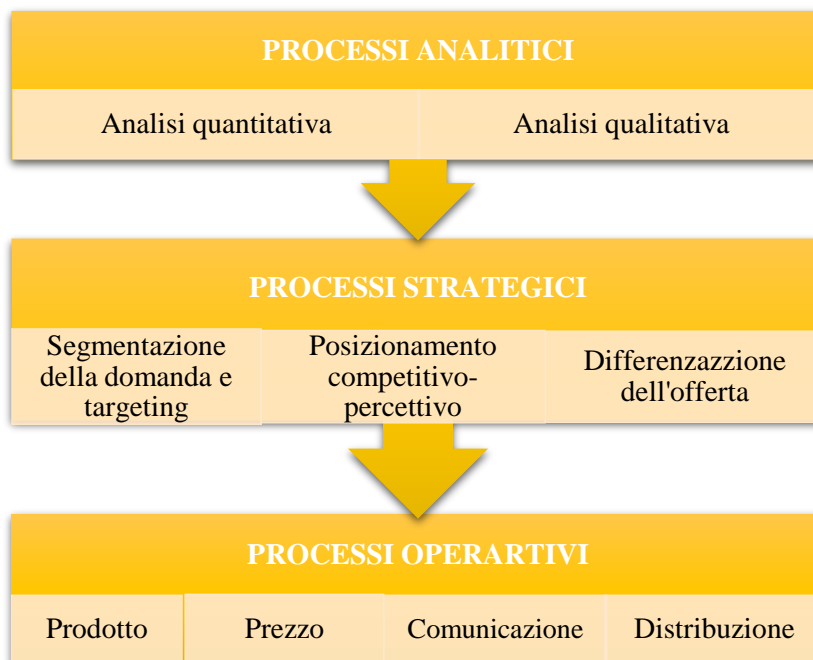 PROCESSI ANALITICI
Analisi quantitativa
Analisi qualitativa
PROCESSI STRATEGICI
Segmentazione
della domanda e
targeting
Posizionamento
competitivo-
percettivo
Differenzazzione
dell'offerta
PROCESSI OPERARTIVI
Prodotto
Prezzo
Comunicazione
Distribuzione